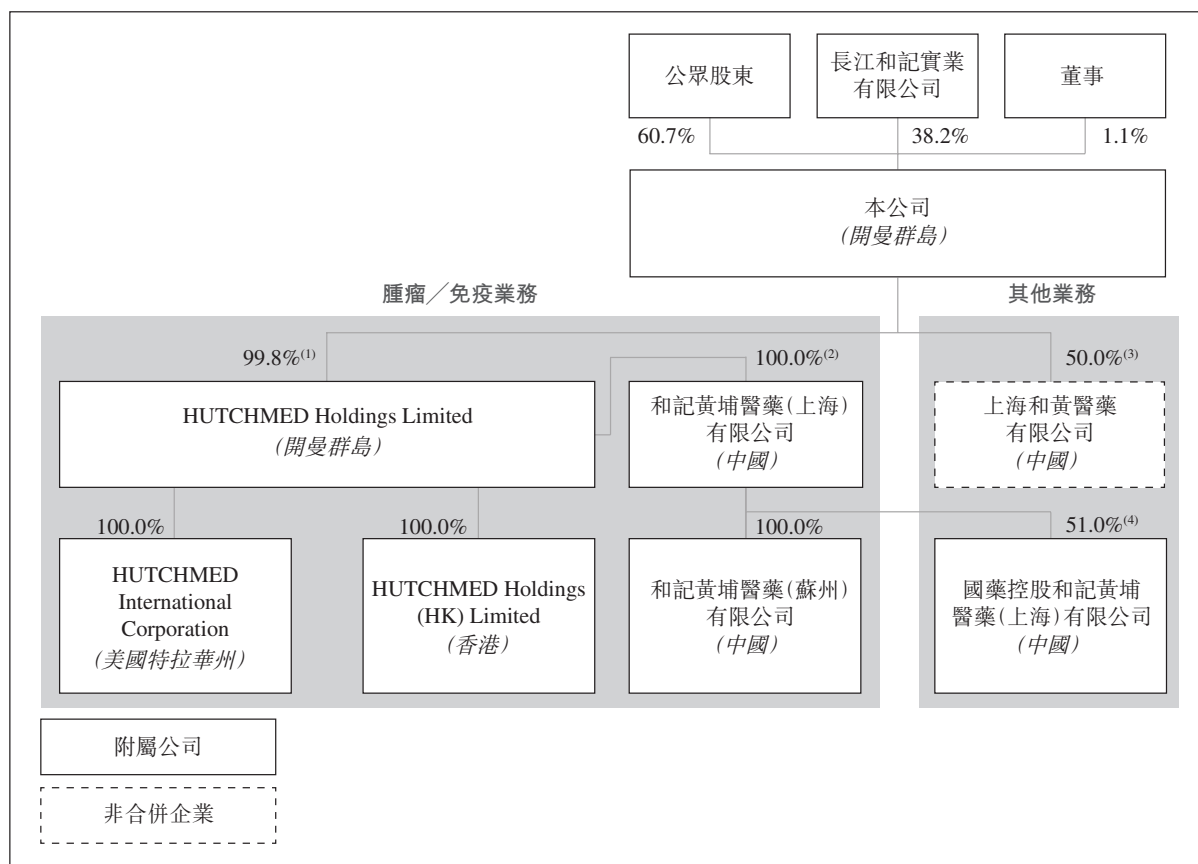 公眾股東
長江和記實業
有限公司
董事
60.7%
38.2%
1.1%
本公司
(開曼群島)
腫瘤／免疫業務
其他業務
99.8%(1)
100.0%(2)
50.0%(3)
HUTCHMED Holdings Limited
(開曼群島)
和記黃埔醫藥(上海)
有限公司
(中國)
上海和黃醫藥
有限公司
(中國)
100.0%
100.0%
100.0%
51.0%(4)
HUTCHMED
International
Corporation
(美國特拉華州)
HUTCHMED Holdings
(HK) Limited
(香港)
和記黃埔醫藥(蘇州)
有限公司
(中國)
國藥控股和記黃埔
醫藥(上海)有限公司
(中國)
附屬公司
非合併企業